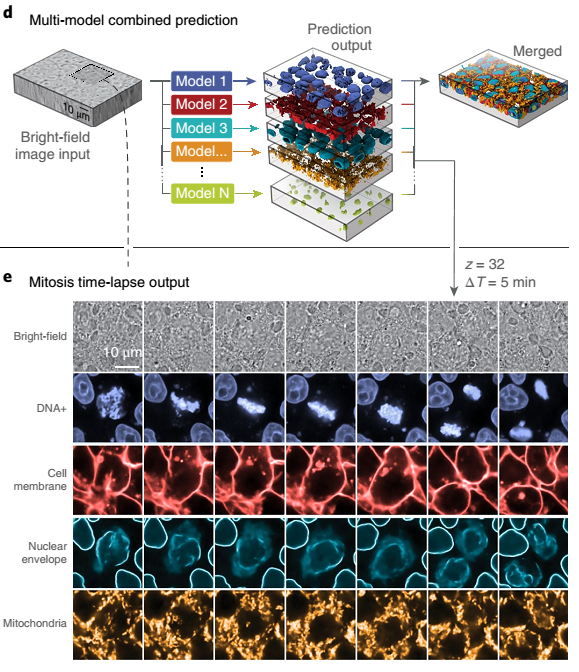 d
Multi-model combined prediction
Prediction
output
Merged
Model 1
Model 2
Model 3
Model...
⋮
Model N
10 μm
Bright-field
image input
z = 32
Δ T = 5 min
e
Mitosis time-lapse output
Bright-field
10 μm
DNA+
Cell
membrane
Nuclear
envelope
Mitochondria